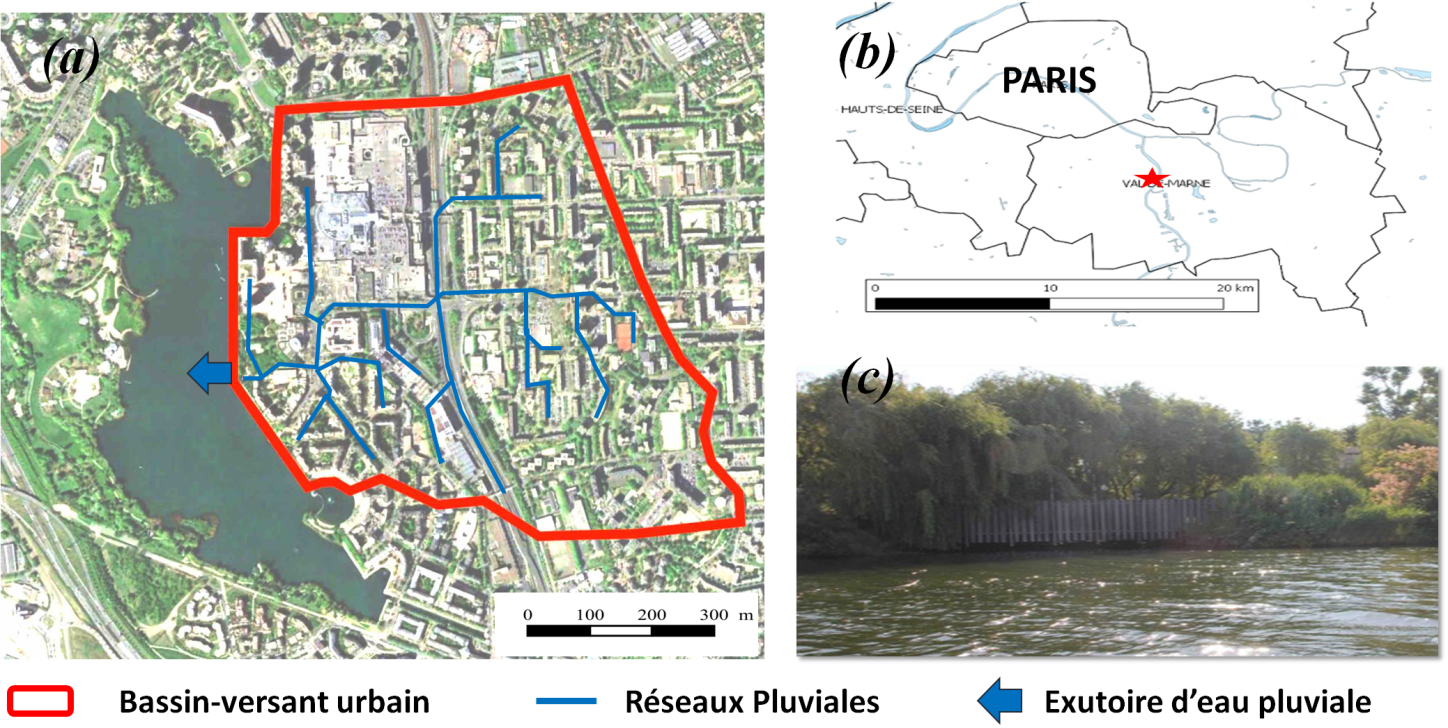 (a)
0 100 200 300 m
(b)
PARIS
HAUTS-DE-SEINE
VAL-DE-MARNE
0 10 20 km
(c)
Bassin-versant urbain
Réseaux Pluviales
Exutoire d'eau pluviale